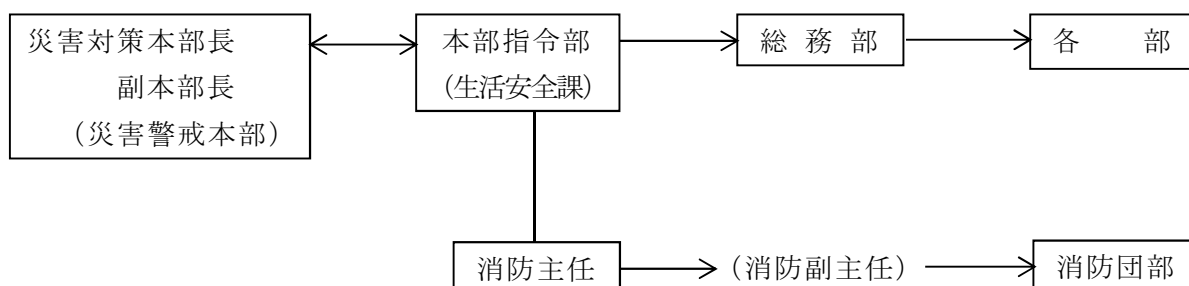 災害対策本部長
副本部長
（災害警戒本部）
本部指令部
（生活安全課）
総務部
各部
消防主任
（消防副主任）
消防団部